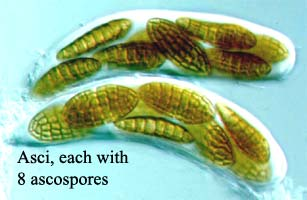 Asci, each with
8 ascospores